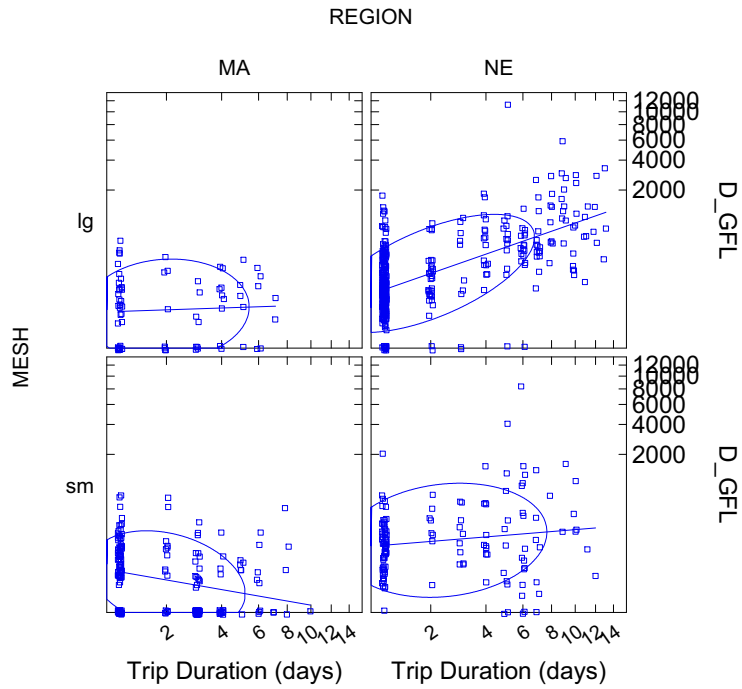 REGION
MA NE
12000
10000
8000
6000
4000
2000
lg
D_GFL
MESH
12000
10000
8000
6000
4000
2000
sm
D_GFL
2 4 6 8 10 12 14 2 4 6 8 10 12 14
Trip Duration (days) Trip Duration (days)